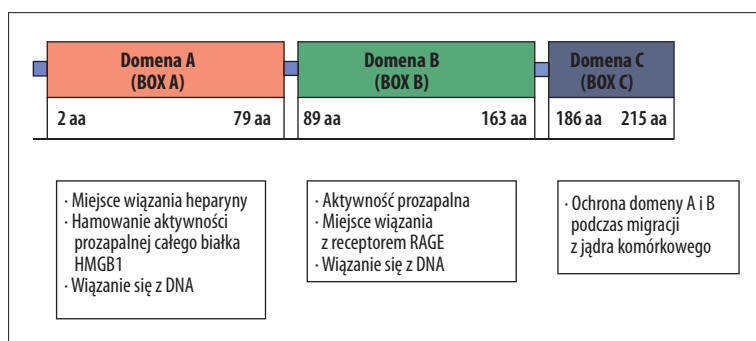 Domena A
(BOX A)
Domena B
(BOX B)
Domena C
(BOX C)
2 aa 79 aa
89 aa 163 aa
186 aa 215 aa
· Miejsce wiązania heparyny
· Hamowanie aktywności
prozapalnej całego białka
HMGB1
· Wiązanie się z DNA
· Aktywność prozapalna
· Miejsce wiązania
z receptorem RAGE
· Wiązanie się z DNA
· Ochrona domeny A i B
podczas migracji
z jądra komórkowego